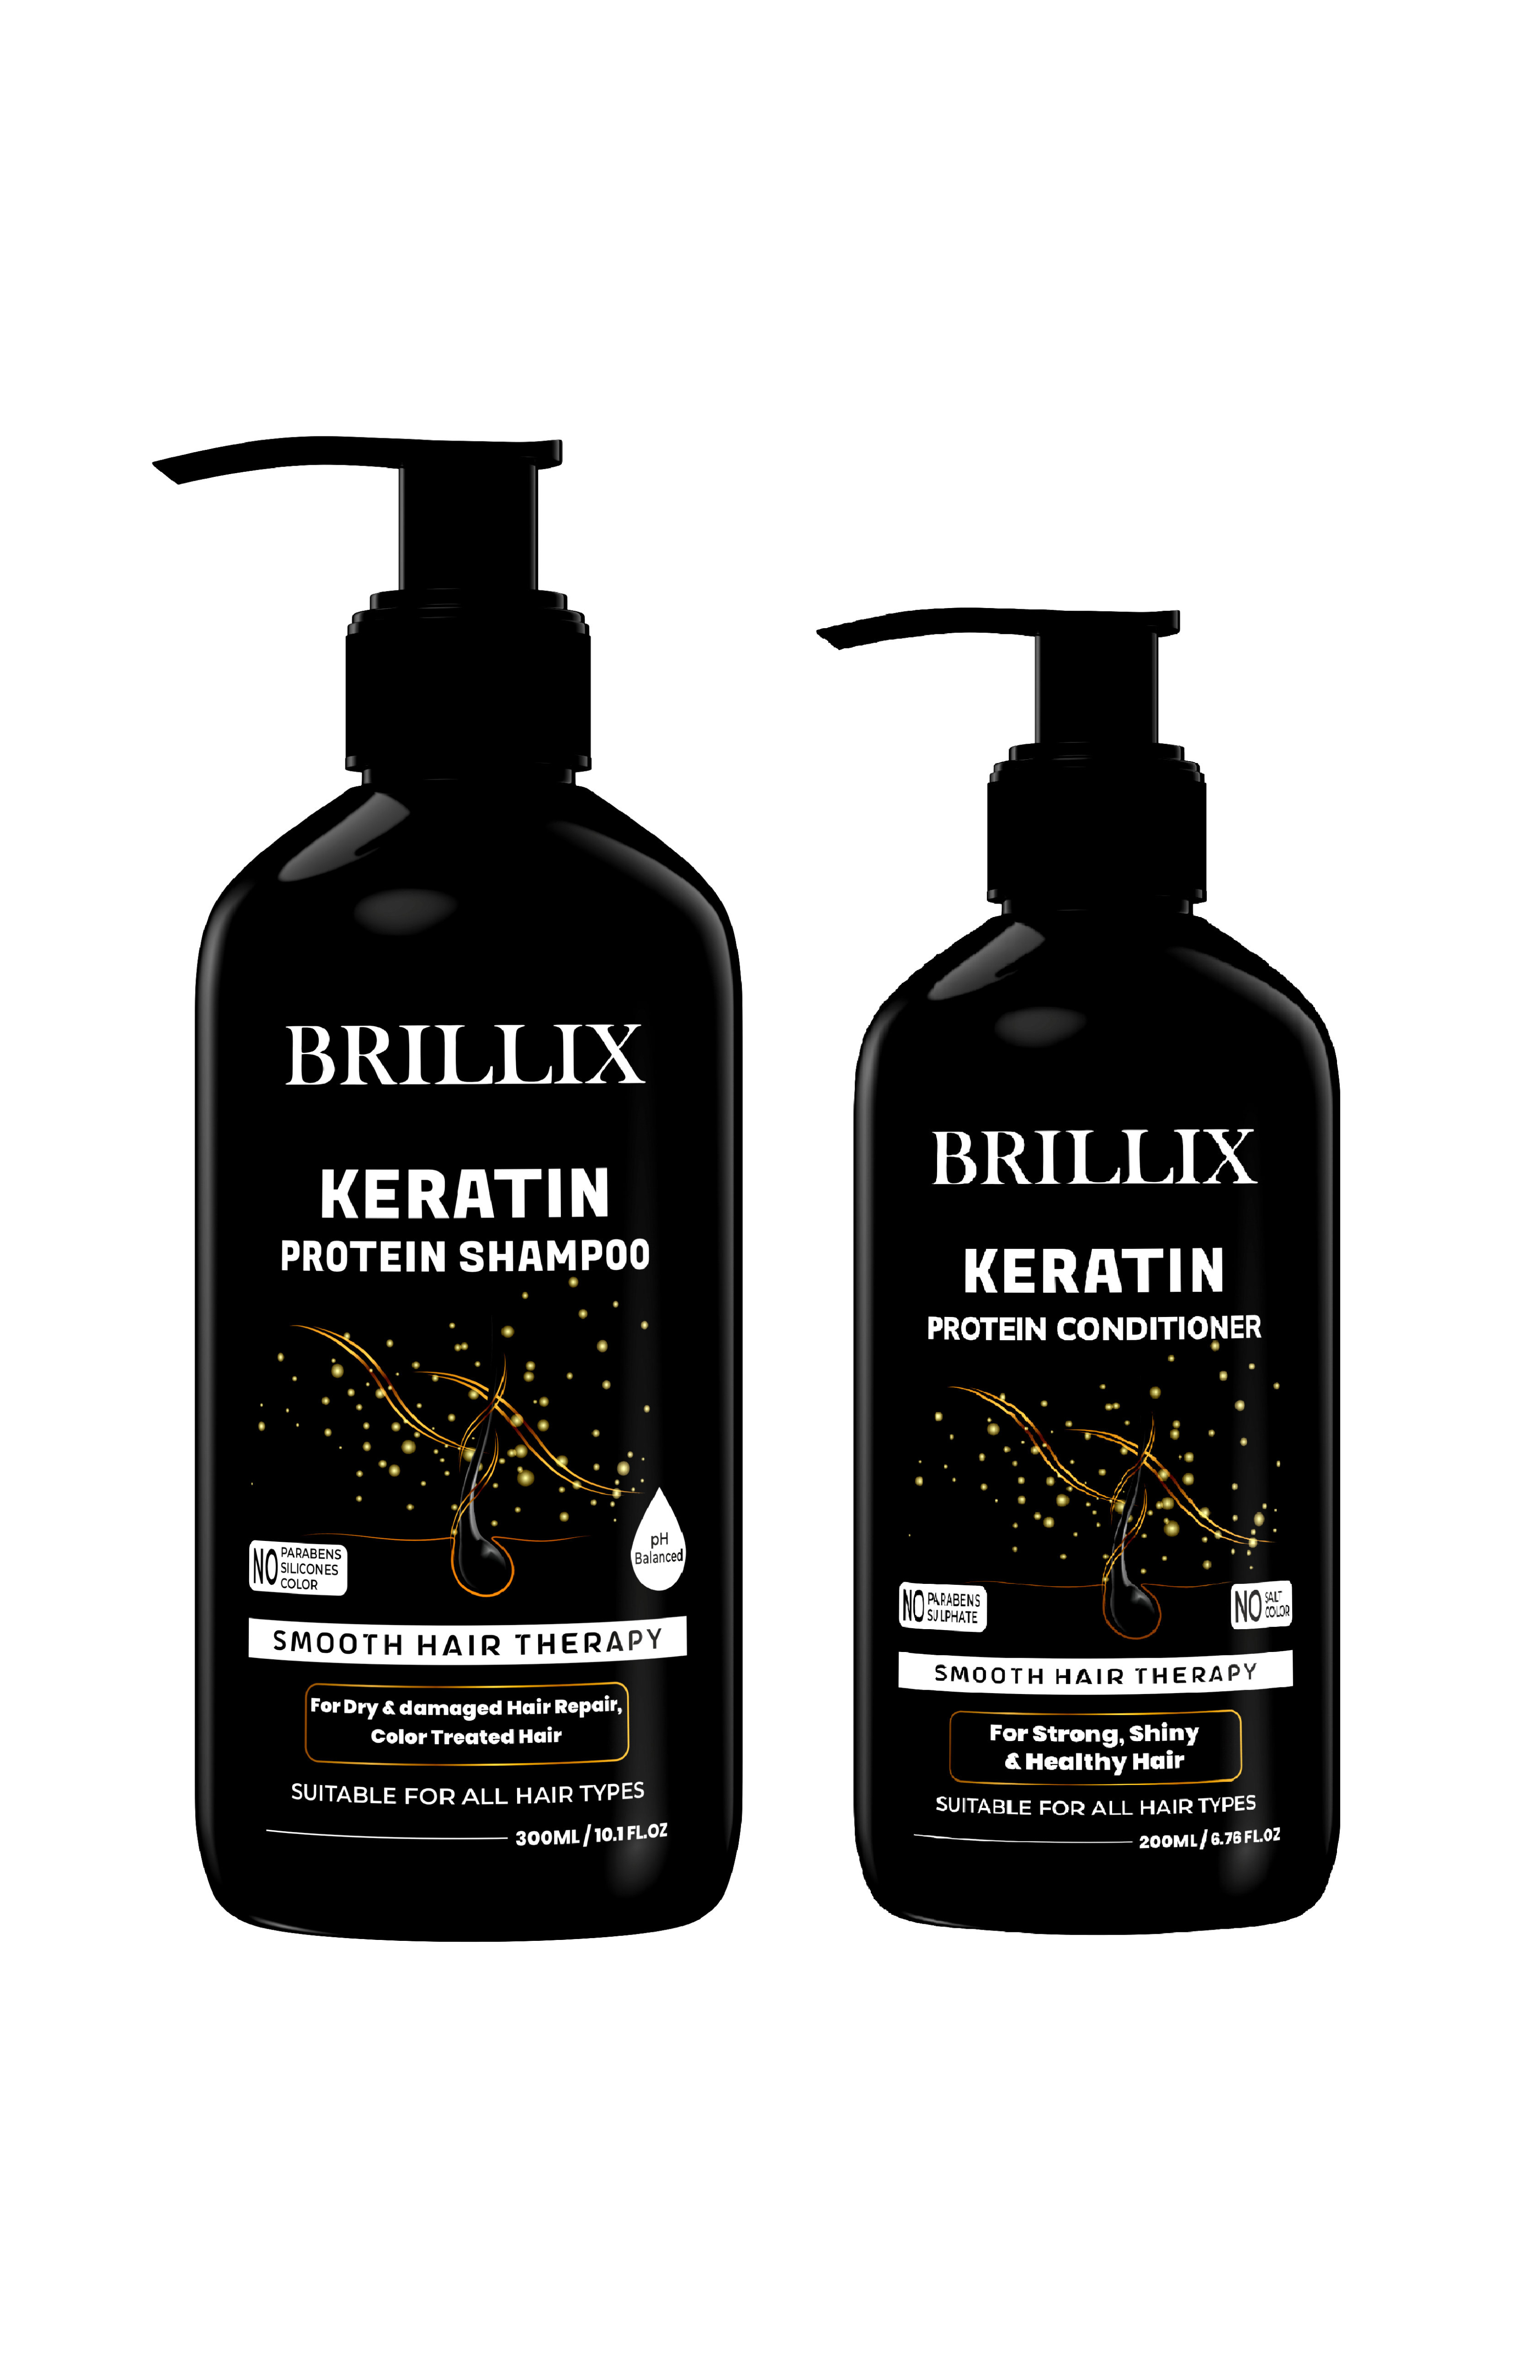 BRILLIX
KERATIN
PROTEIN SHAMPOO
NO PARABENS
SILICONES
COLOR
pH
Balanced
SMOOTH HAIR THERAPY
For Dry & damaged Hair Repair,
Color Treated Hair
SUITABLE FOR ALL HAIR TYPES
300ML / 10.1 FL.OZ
BRILLIX
KERATIN
PROTEIN CONDITIONER
NO PARABENS
SULPHATE
NO SALT
COLOR
SMOOTH HAIR THERAPY
For Strong, Shiny
& Healthy Hair
SUITABLE FOR ALL HAIR TYPES
200ML / 6.76 FL.OZ